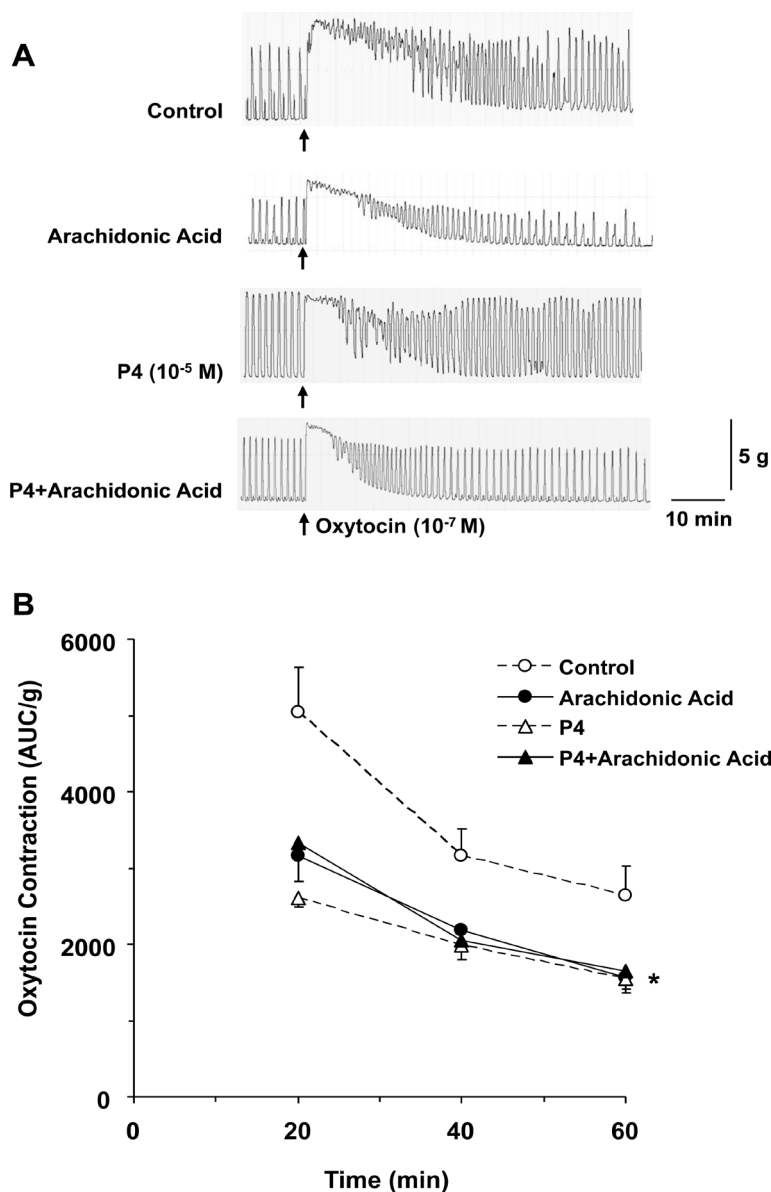 A
Control
Arachidonic Acid
P4 (10⁻⁵ M)
P4+Arachidonic Acid
5 g
10 min
Oxytocin (10⁻⁷ M)
B
Oxytocin Contraction (AUC/g)
6000
4000
2000
0
Control
Arachidonic Acid
P4
P4+Arachidonic Acid
*
0 20 40 60
Time (min)